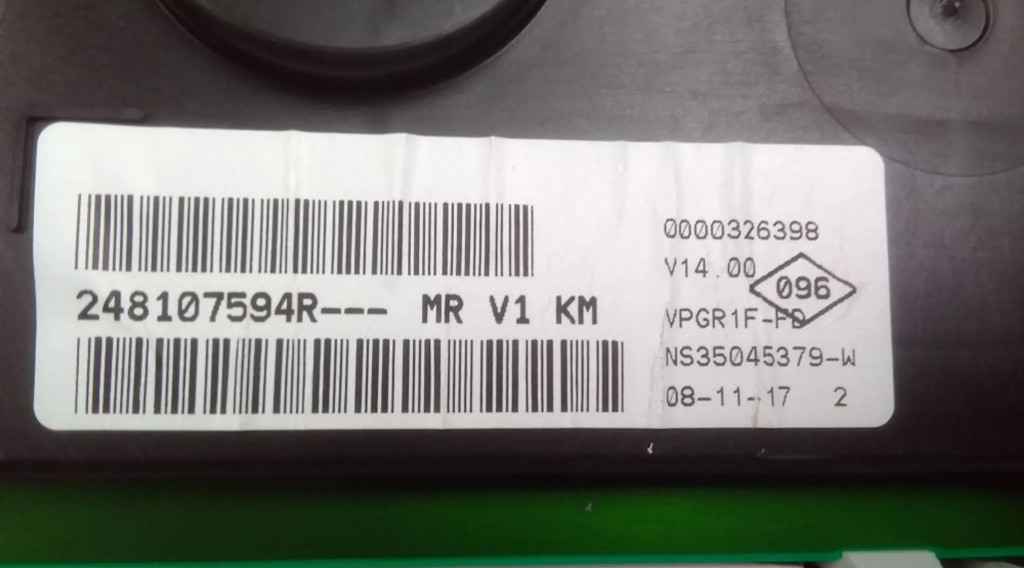 248107594R--- MR V1 KM
0000326398
V14.00
096
VPGR1F-FD
NS35045379-W
08-11-17 2